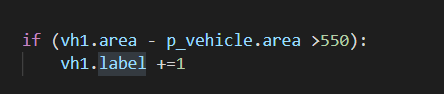 if (vh1.area - p_vehicle.area >550):
    vh1.label +=1